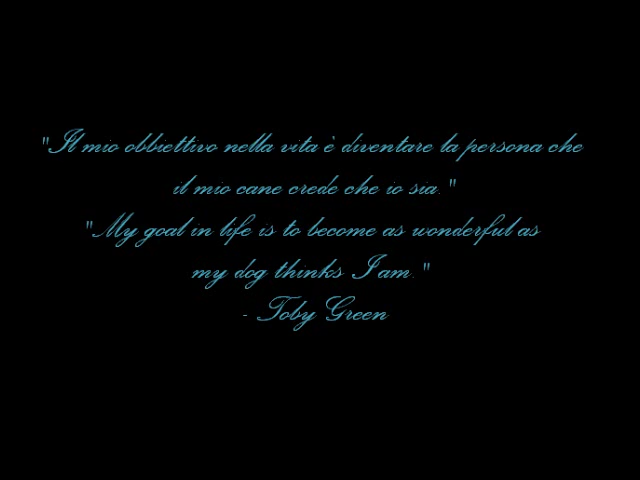 "Il mio obbiettivo nella vita è diventare la persona che
il mio cane crede che io sia."
"My goal in life is to become as wonderful as
my dog thinks I am."
- Toby Green